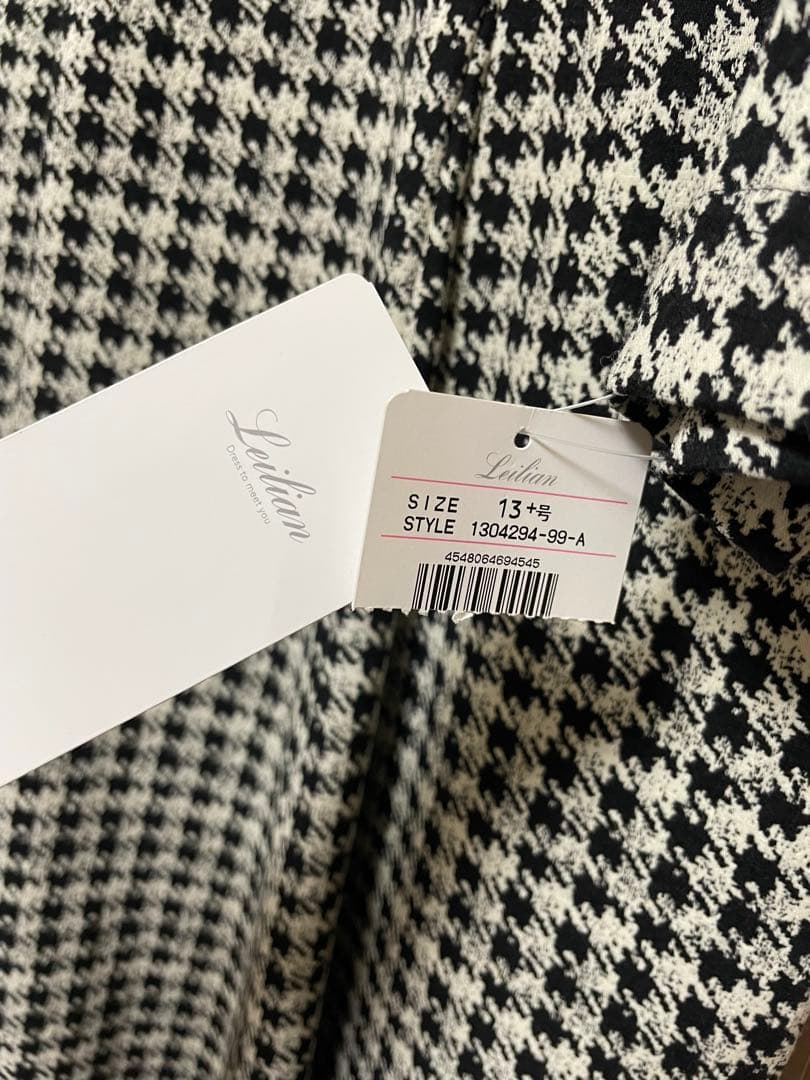 Leilian
Dress to meet you
Leilian
SIZE 13+号
STYLE 1304294-99-A
4548064694545